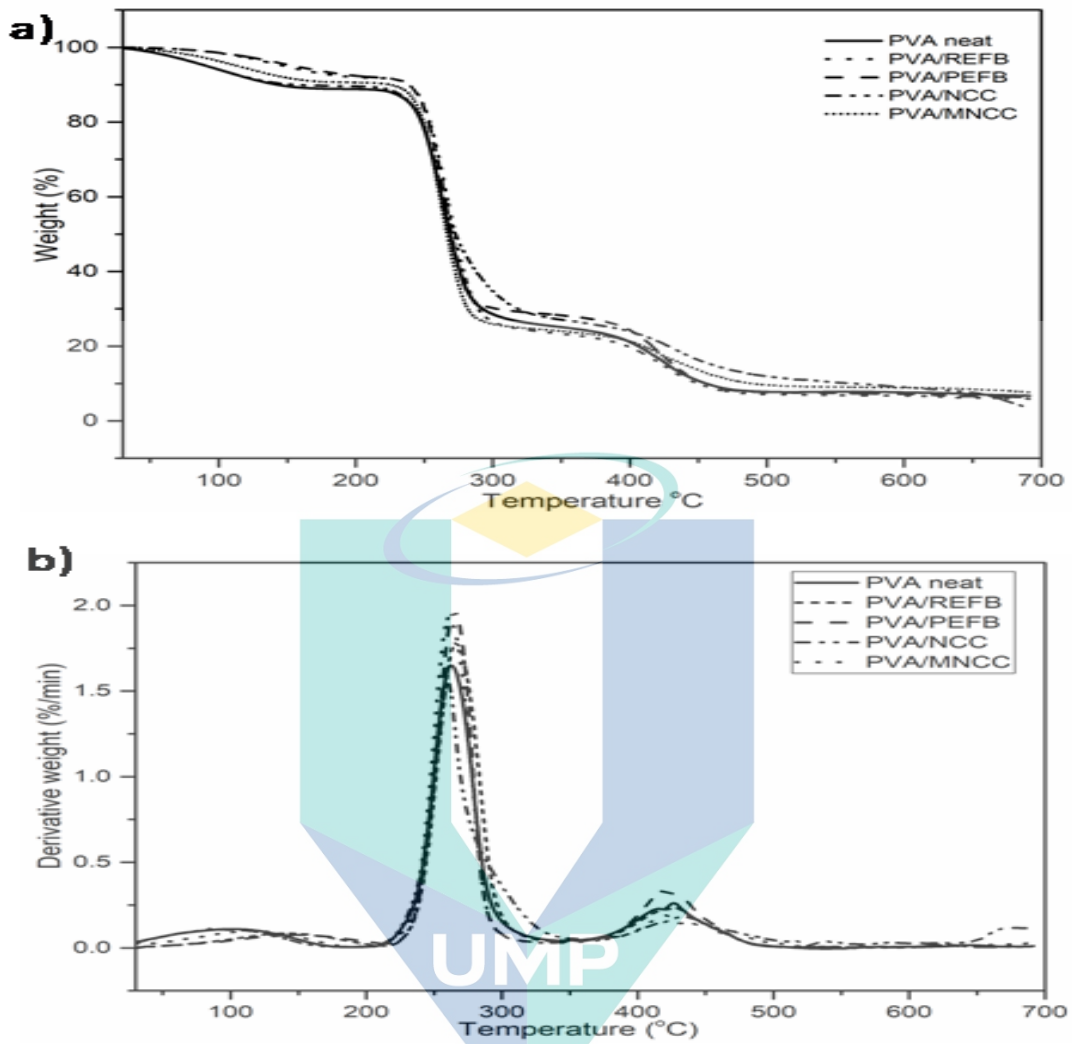 a)
100
80
60
40
20
0
Weight (%)
PVA neat
PVA/REFB
PVA/PEFB
PVA/NCC
PVA/MNCC
100 200 300 400 500 600 700
Temperature °C
b)
2.0
1.5
1.0
0.5
0.0
Derivative weight (%/min)
PVA neat
PVA/REFB
PVA/PEFB
PVA/NCC
PVA/MNCC
UMP
100 200 300 400 500 600 700
Temperature (°C)